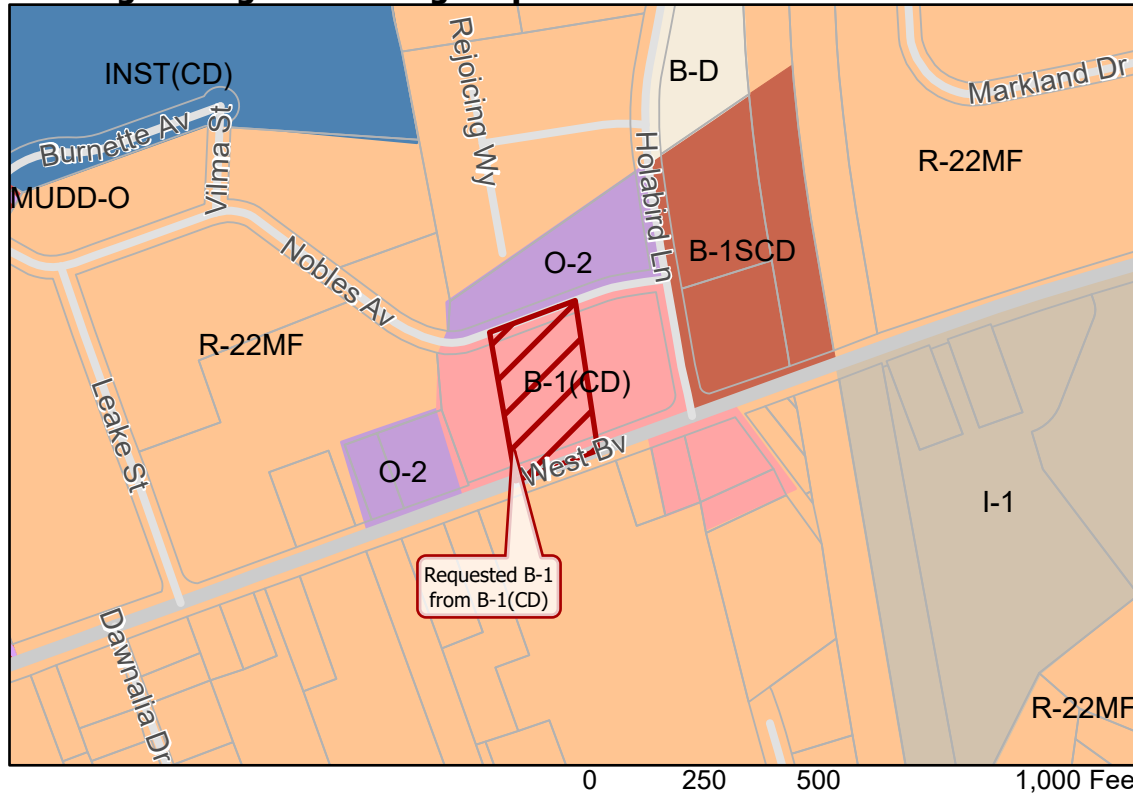 INST(CD)
Rejoicing Wy
B-D
Markland Dr
Burnette Av
Vilma St
Holabird Ln
R-22MF
MUDD-O
Nobles Av
O-2
B-1SCD
R-22MF
B-1(CD)
Leake St
O-2
West Bv
I-1
Requested B-1
from B-1(CD)
Dawnalia Dr
R-22MF
0 250 500 1,000 Fee